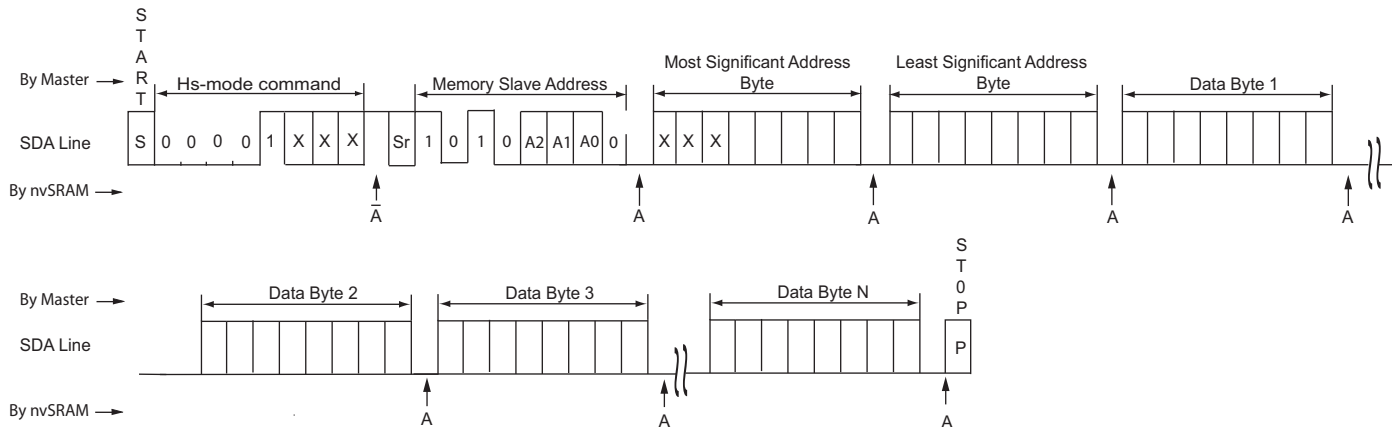 START
By Master
Hs-mode command
Memory Slave Address
Most Significant Address
Byte
Least Significant Address
Byte
Data Byte 1
SDA Line
S 0 0 0 0 1 X X X Sr 1 0 1 0 A2 A1 A0 0 X X X
By nvSRAM
A̅ A A A A
ST0P
By Master
Data Byte 2
Data Byte 3
Data Byte N
SDA Line
P
By nvSRAM
A A A